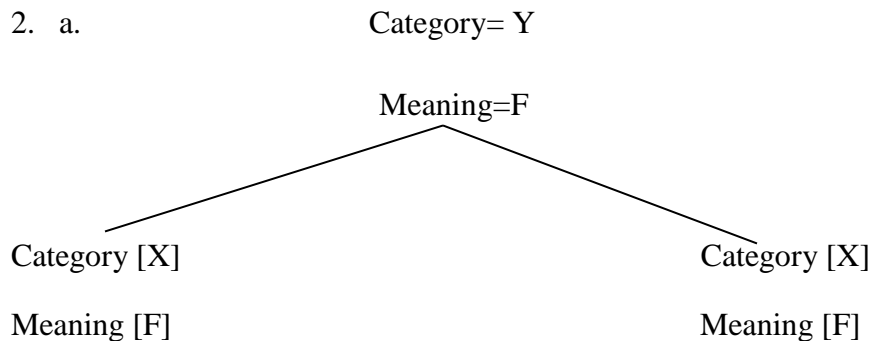 2. a. Category= Y
Meaning=F
Category [X] Category [X]
Meaning [F] Meaning [F]